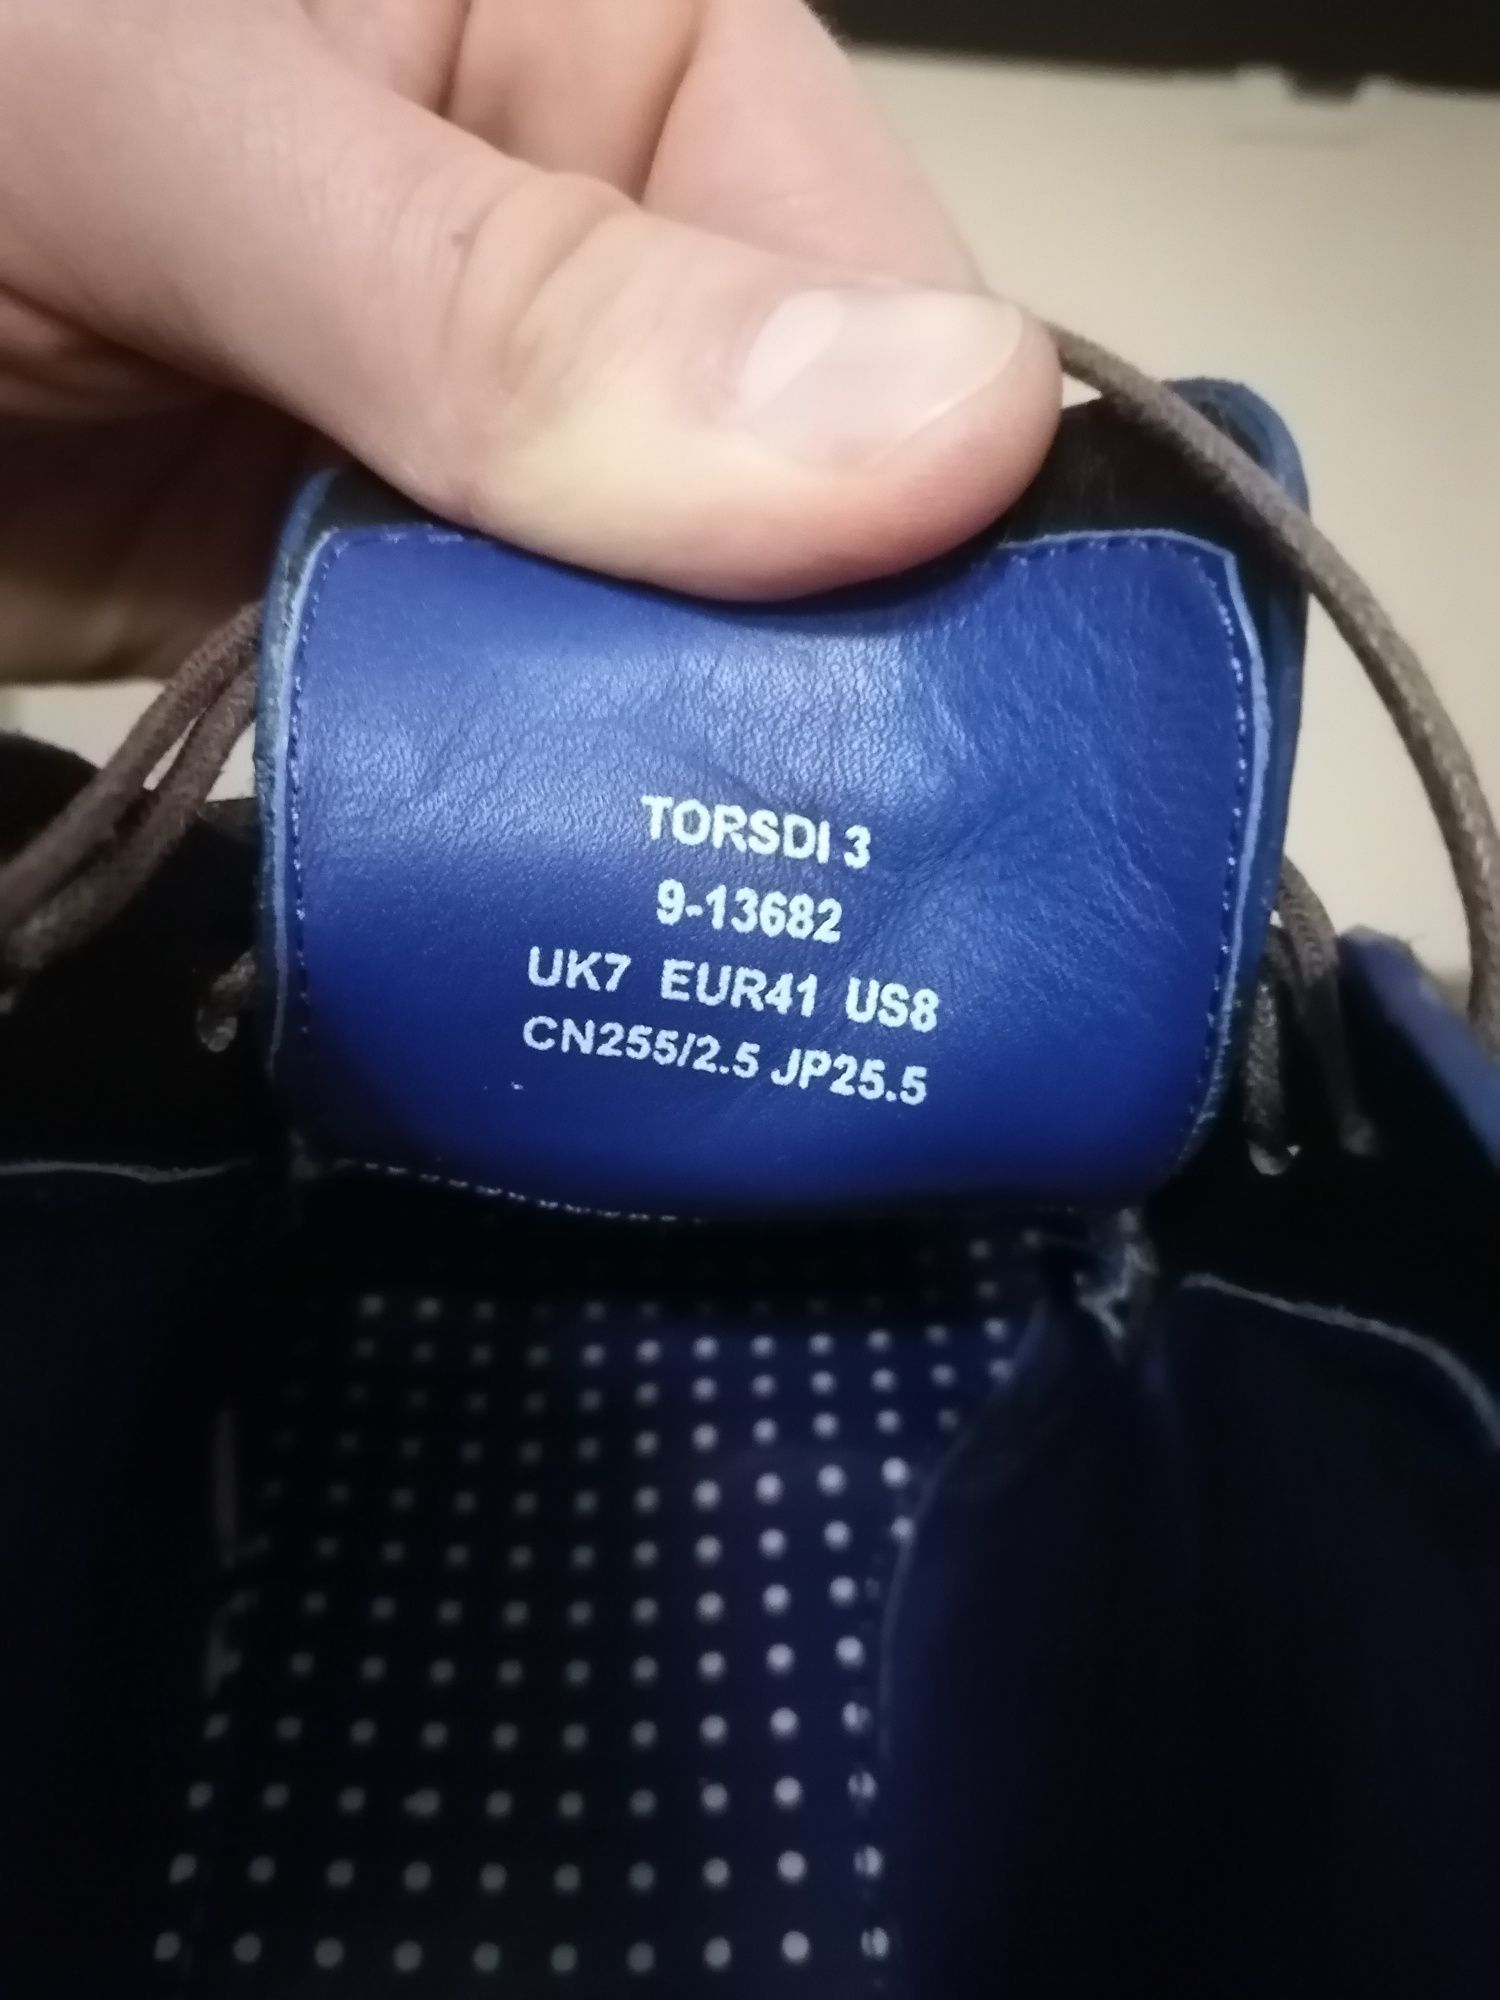 TORSDI 3
9-13682
UK7 EUR41 US8
CN255/2.5 JP25.5